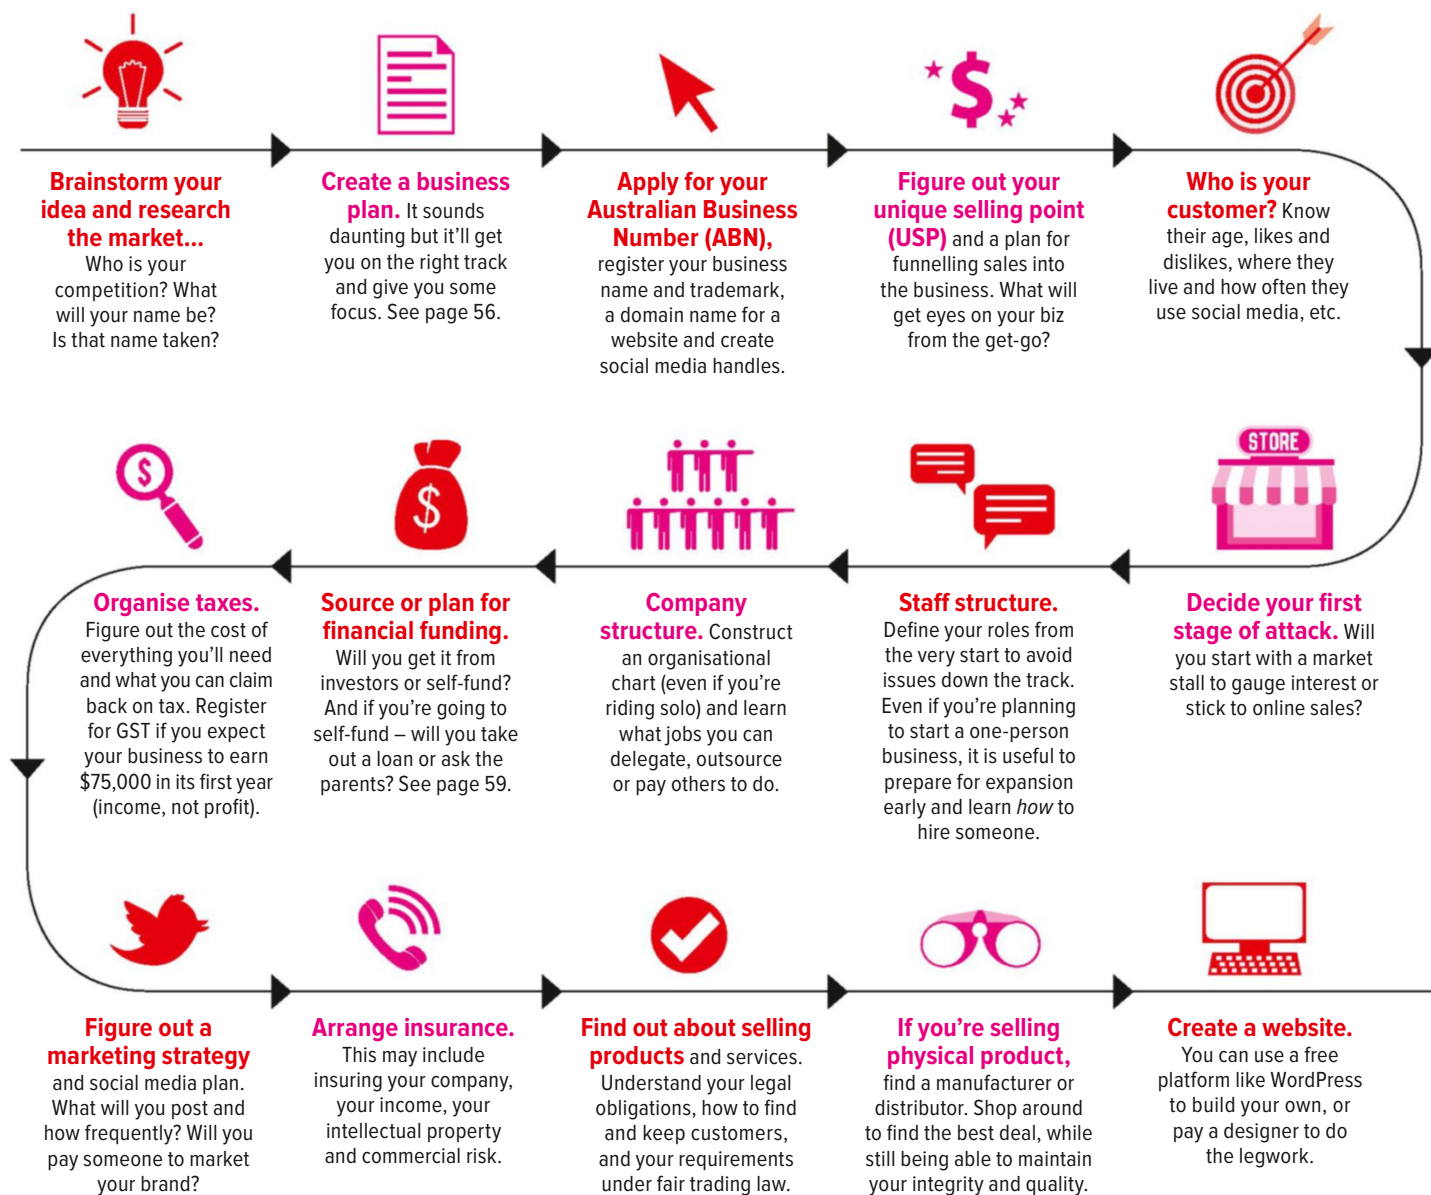 Brainstorm your
idea and research
the market...
Who is your
competition? What
will your name be?
Is that name taken?
Create a business
plan. It sounds
daunting but it'll get
you on the right track
and give you some
focus. See page 56.
Apply for your
Australian Business
Number (ABN),
register your business
name and trademark,
a domain name for a
website and create
social media handles.
$
Figure out your
unique selling point
(USP) and a plan for
funnelling sales into
the business. What will
get eyes on your biz
from the get-go?
Who is your
customer? Know
their age, likes and
dislikes, where they
live and how often they
use social media, etc.
STORE
Decide your first
stage of attack. Will
you start with a market
stall to gauge interest or
stick to online sales?
Staff structure.
Define your roles from
the very start to avoid
issues down the track.
Even if you're planning
to start a one-person
business, it is useful to
prepare for expansion
early and learn how to
hire someone.
Company
structure. Construct
an organisational
chart (even if you're
riding solo) and learn
what jobs you can
delegate, outsource
or pay others to do.
$
Source or plan for
financial funding.
Will you get it from
investors or self-fund?
And if you're going to
self-fund – will you take
out a loan or ask the
parents? See page 59.
$
Organise taxes.
Figure out the cost of
everything you'll need
and what you can claim
back on tax. Register
for GST if you expect
your business to earn
$75,000 in its first year
(income, not profit).
Figure out a
marketing strategy
and social media plan.
What will you post and
how frequently? Will you
pay someone to market
your brand?
Arrange insurance.
This may include
insuring your company,
your income, your
intellectual property
and commercial risk.
Find out about selling
products and services.
Understand your legal
obligations, how to find
and keep customers,
and your requirements
under fair trading law.
If you're selling
physical product,
find a manufacturer or
distributor. Shop around
to find the best deal, while
still being able to maintain
your integrity and quality.
Create a website.
You can use a free
platform like WordPress
to build your own, or
pay a designer to do
the legwork.